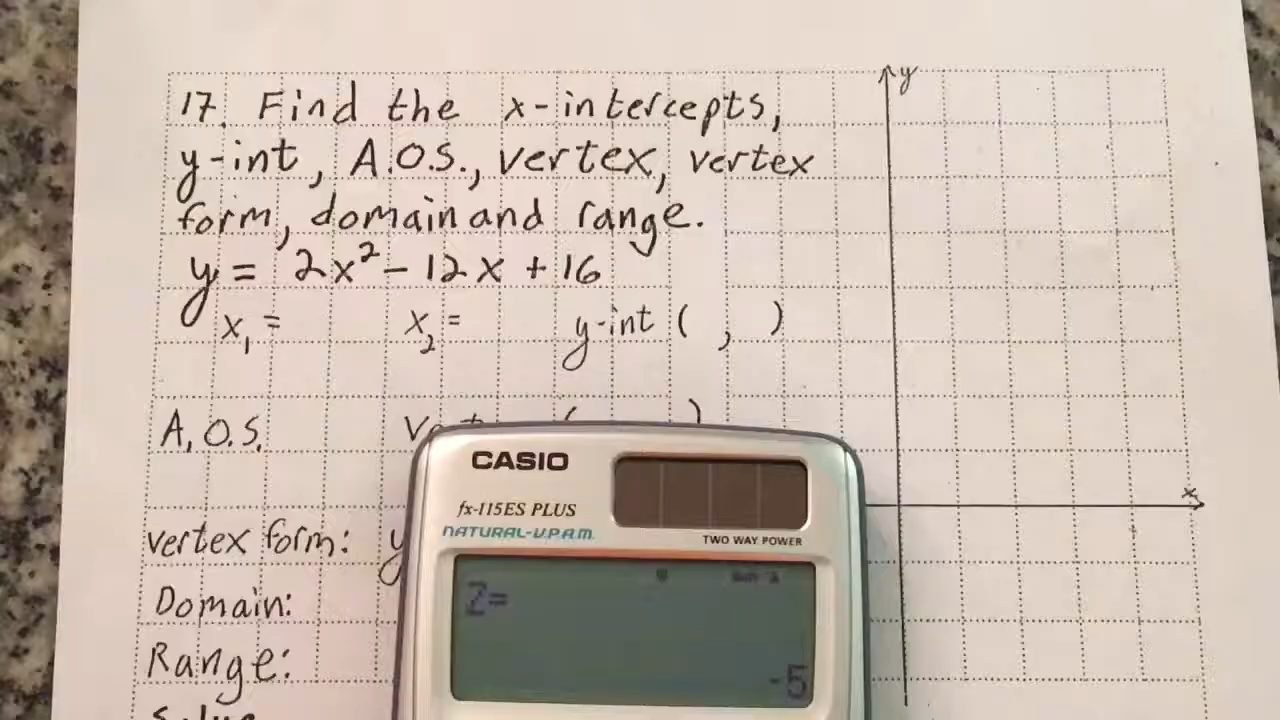 17. Find the x-intercepts,
y-int, A.O.S., vertex, vertex
form, domain and range.
y = 2x² - 12x + 16
x₁ = x₂ = y-int ( , )
A.O.S. ( )
vertex form: y
Domain:
Range:
y
x
CASIO
fx-115ES PLUS
NATURAL-V.P.A.M.
TWO WAY POWER
Z=
-5